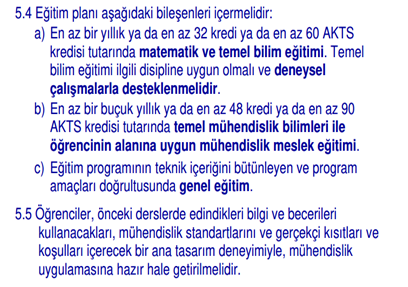 5.4 Eğitim planı aşağıdaki bileşenleri içermelidir:
a) En az bir yıllık ya da en az 32 kredi ya da en az 60 AKTS
kredisi tutarında matematik ve temel bilim eğitimi. Temel
bilim eğitimi ilgili disipline uygun olmalı ve deneysel
çalışmalarla desteklenmelidir.
b) En az bir buçuk yıllık ya da en az 48 kredi ya da en az 90
AKTS kredisi tutarında temel mühendislik bilimleri ile
öğrencinin alanına uygun mühendislik meslek eğitimi.
c) Eğitim programının teknik içeriğini bütünleyen ve program
amaçları doğrultusunda genel eğitim.
5.5 Öğrenciler, önceki derslerde edindikleri bilgi ve becerileri
kullanacakları, mühendislik standartlarını ve gerçekçi kısıtları ve
koşulları içerecek bir ana tasarım deneyimiyle, mühendislik
uygulamasına hazır hale getirilmelidir.